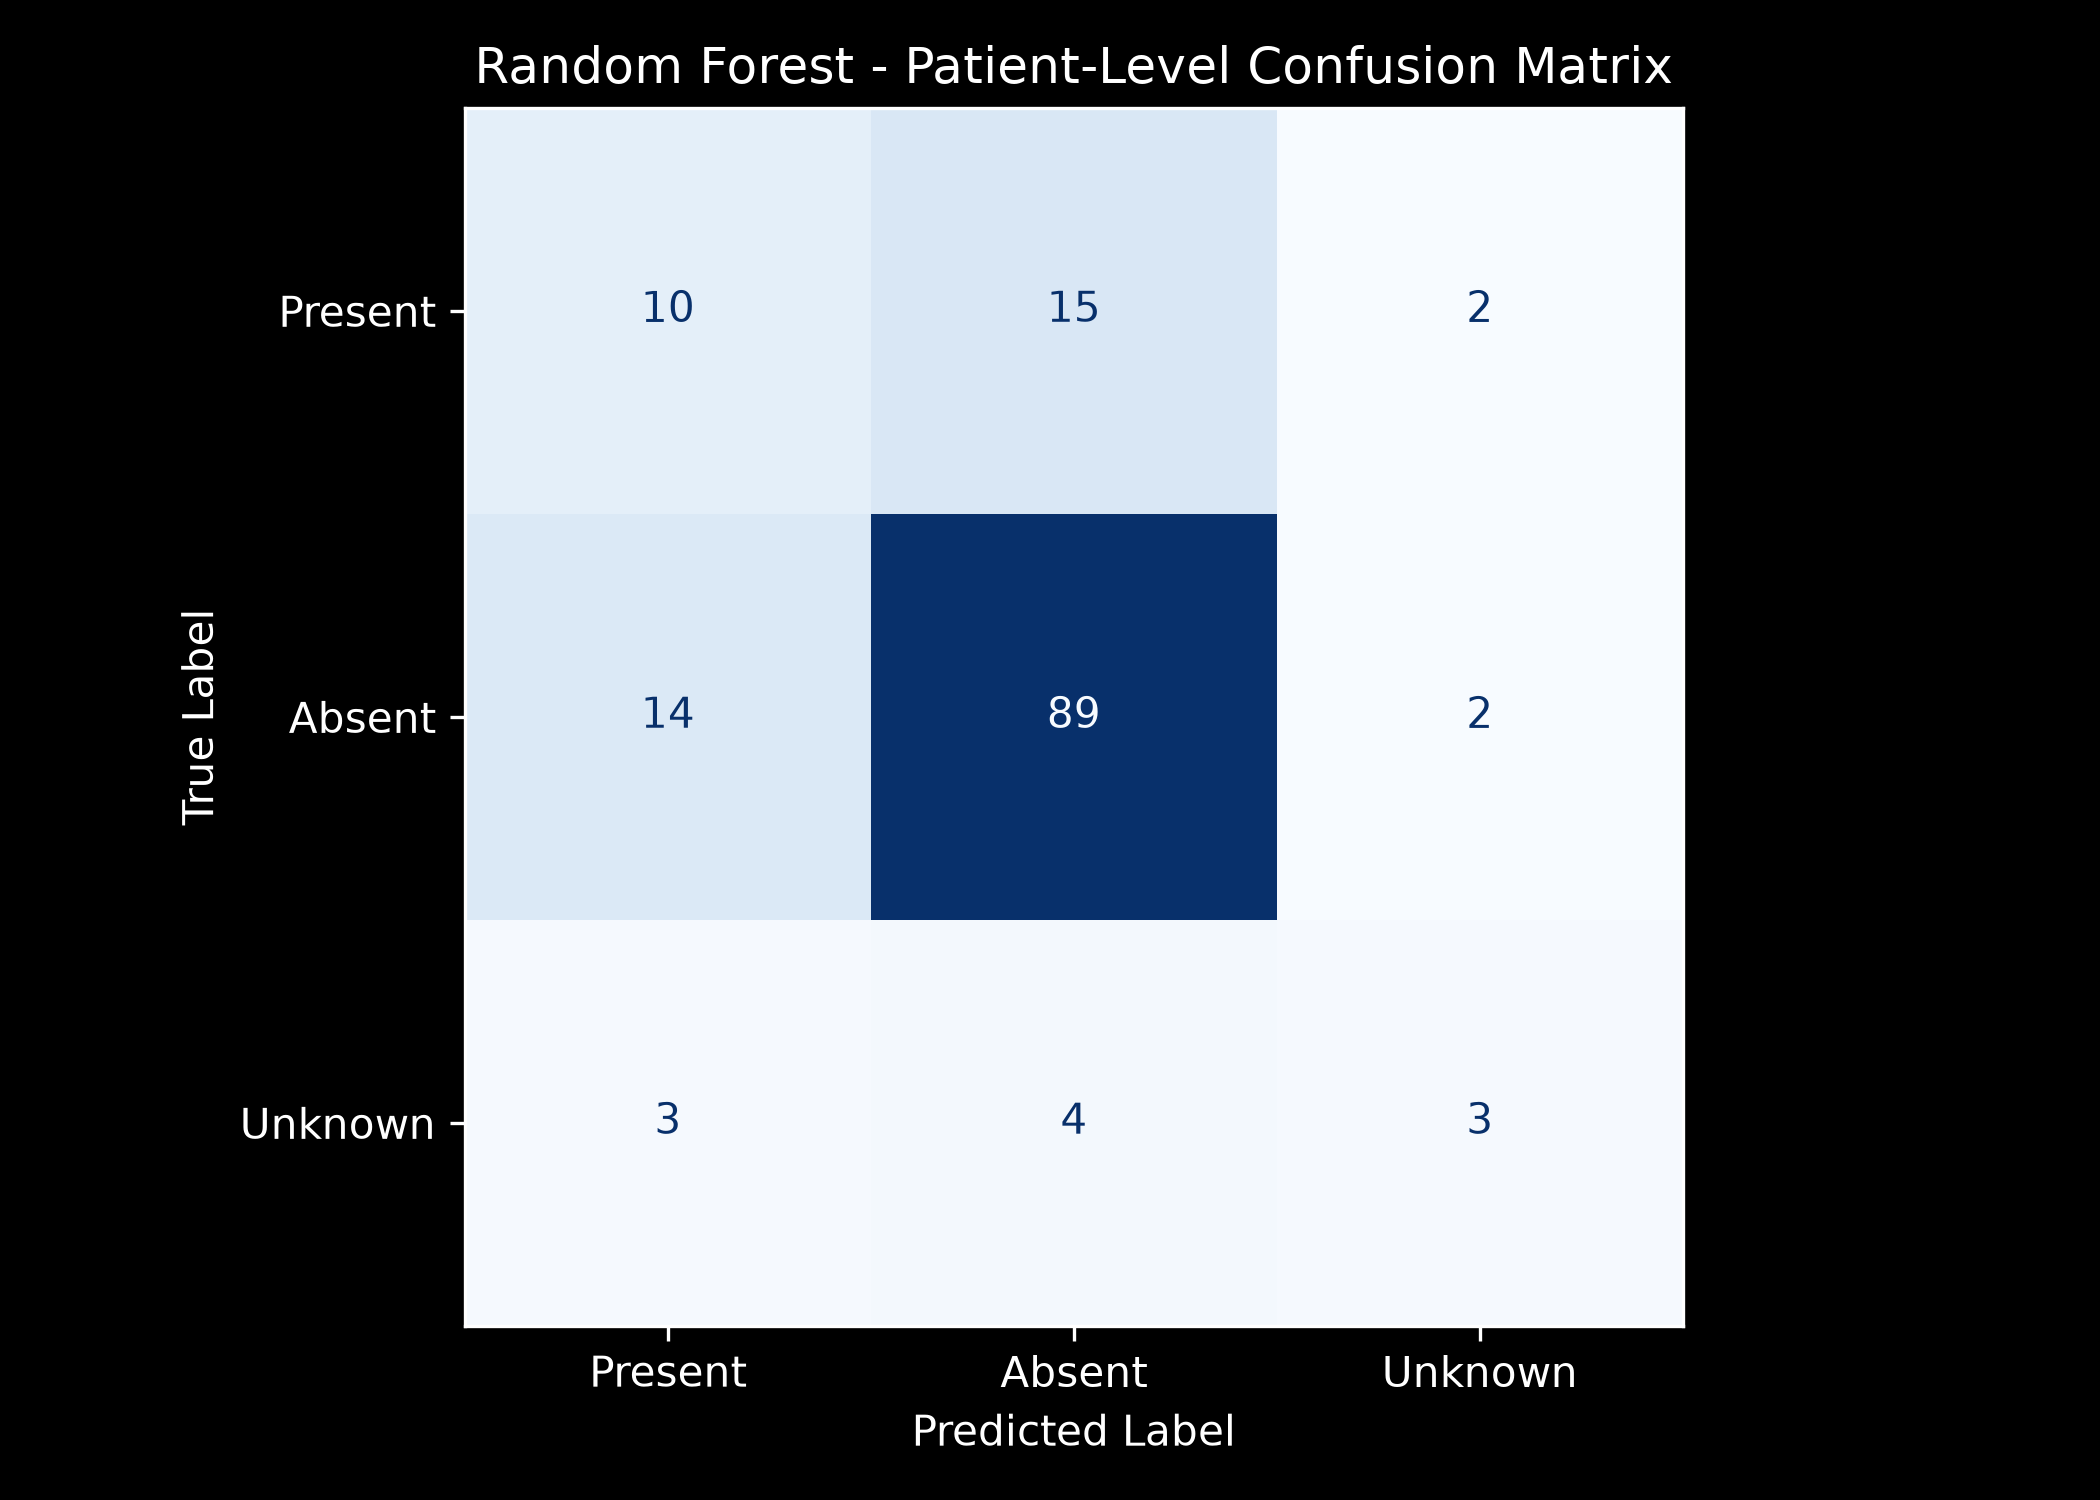 Random Forest - Patient-Level Confusion Matrix
Present 10 15 2
Absent 14 89 2
Unknown 3 4 3
True Label
Present Absent Unknown
Predicted Label